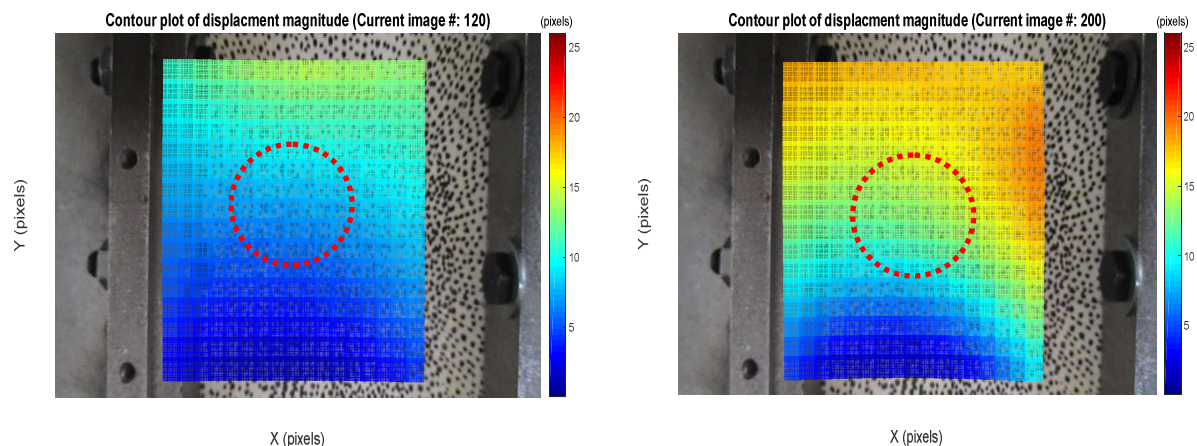 Contour plot of displacment magnitude (Current image #: 120)
(pixels)
25
20
15
10
5
Y (pixels)
X (pixels)
Contour plot of displacment magnitude (Current image #: 200)
(pixels)
25
20
15
10
5
Y (pixels)
X (pixels)